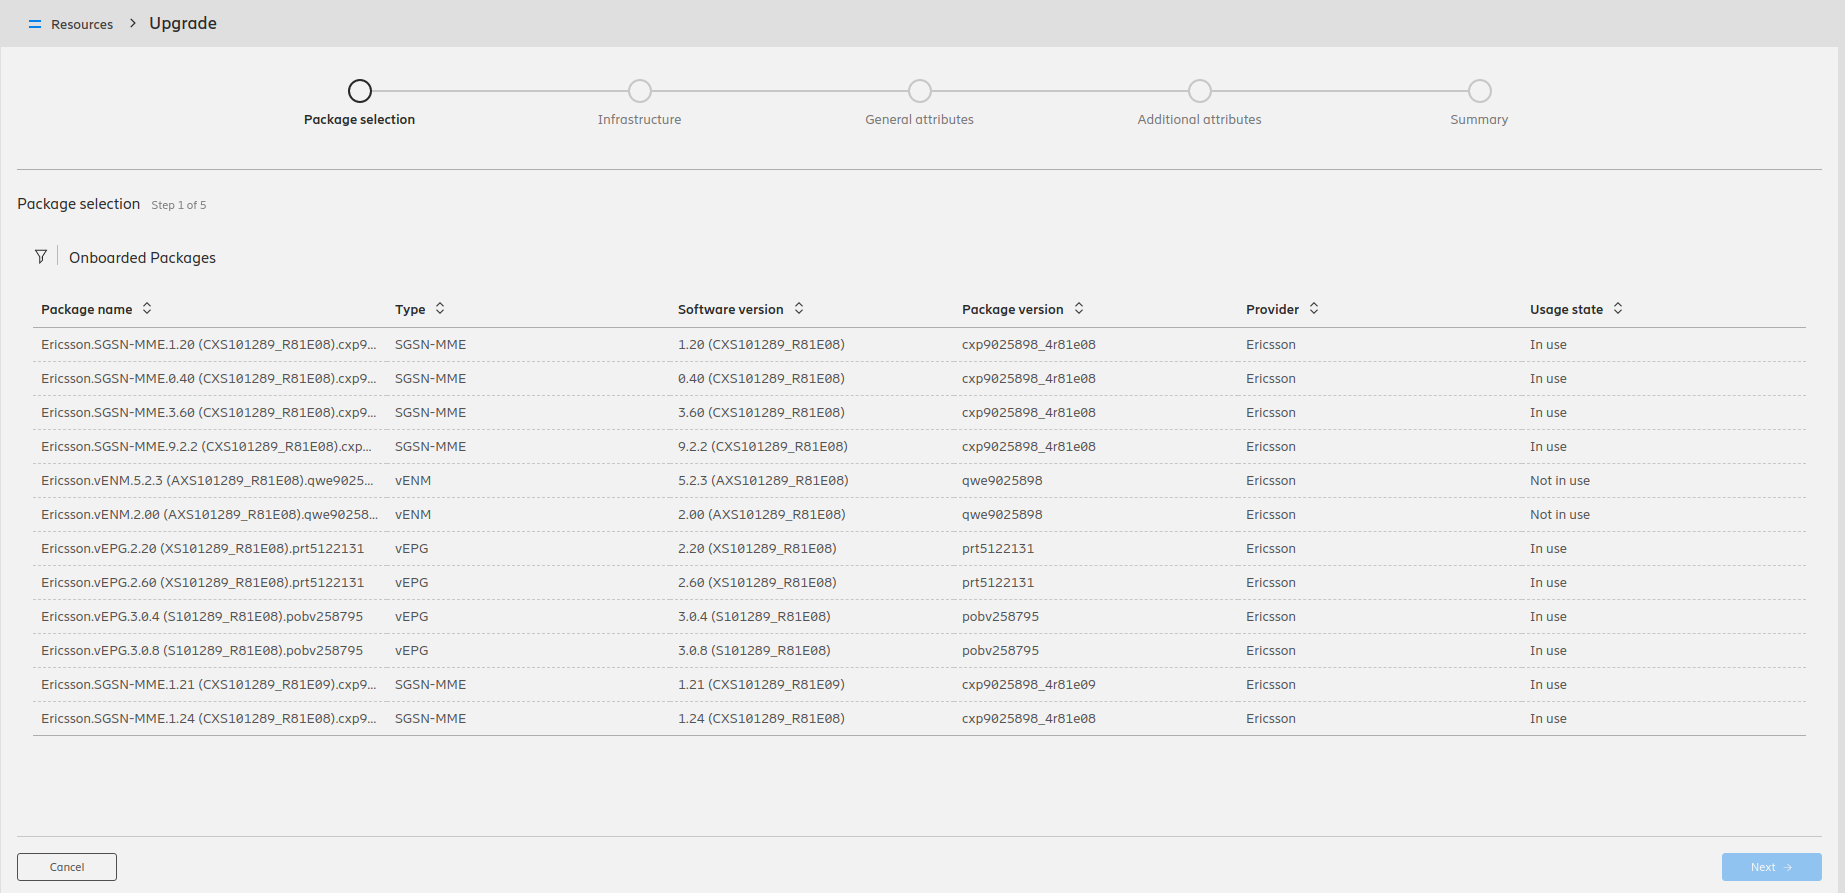 Resources > Upgrade
Package selection Infrastructure General attributes Additional attributes Summary
Package selection Step 1 of 5
Onboarded Packages
Package name Type Software version Package version Provider Usage state
Ericsson.SGSN-MME.1.20 (CXS101289_R81E08).cxp9... SGSN-MME 1.20 (CXS101289_R81E08) cxp9025898_4r81e08 Ericsson In use
Ericsson.SGSN-MME.0.40 (CXS101289_R81E08).cxp9... SGSN-MME 0.40 (CXS101289_R81E08) cxp9025898_4r81e08 Ericsson In use
Ericsson.SGSN-MME.3.60 (CXS101289_R81E08).cxp9... SGSN-MME 3.60 (CXS101289_R81E08) cxp9025898_4r81e08 Ericsson In use
Ericsson.SGSN-MME.9.2.2 (CXS101289_R81E08).cxp... SGSN-MME 9.2.2 (CXS101289_R81E08) cxp9025898_4r81e08 Ericsson In use
Ericsson.vENM.5.2.3 (AXS101289_R81E08).qwe9025... vENM 5.2.3 (AXS101289_R81E08) qwe9025898 Ericsson Not in use
Ericsson.vENM.2.00 (AXS101289_R81E08).qwe90258... vENM 2.00 (AXS101289_R81E08) qwe9025898 Ericsson Not in use
Ericsson.vEPG.2.20 (XS101289_R81E08).prt5122131 vEPG 2.20 (XS101289_R81E08) prt5122131 Ericsson In use
Ericsson.vEPG.2.60 (XS101289_R81E08).prt5122131 vEPG 2.60 (XS101289_R81E08) prt5122131 Ericsson In use
Ericsson.vEPG.3.0.4 (S101289_R81E08).pobv258795 vEPG 3.0.4 (S101289_R81E08) pobv258795 Ericsson In use
Ericsson.vEPG.3.0.8 (S101289_R81E08).pobv258795 vEPG 3.0.8 (S101289_R81E08) pobv258795 Ericsson In use
Ericsson.SGSN-MME.1.21 (CXS101289_R81E09).cxp9... SGSN-MME 1.21 (CXS101289_R81E09) cxp9025898_4r81e09 Ericsson In use
Ericsson.SGSN-MME.1.24 (CXS101289_R81E08).cxp9... SGSN-MME 1.24 (CXS101289_R81E08) cxp9025898_4r81e08 Ericsson In use
Cancel Next →